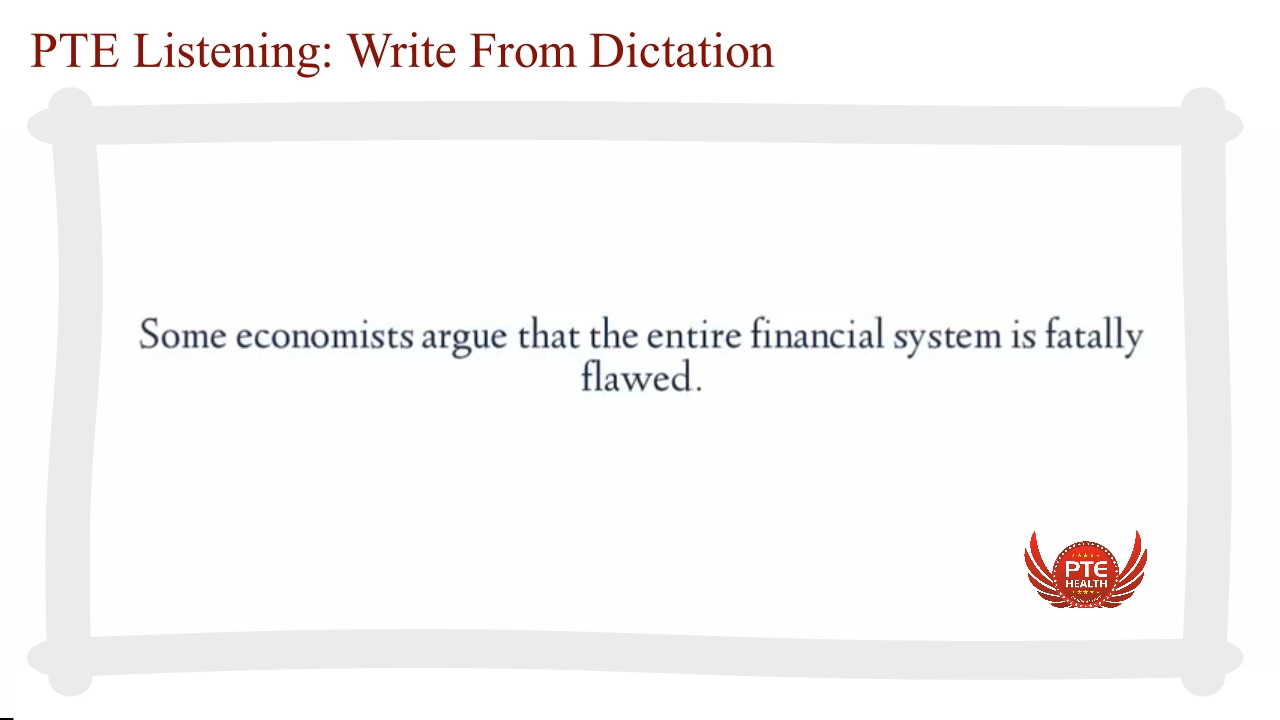 PTE Listening: Write From Dictation
Some economists argue that the entire financial system is fatally
flawed.
PTE
HEALTH